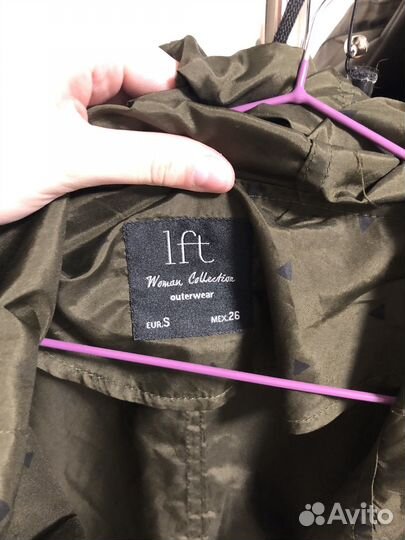 lft
Woman Collection
outerwear
EUR.S MEX.26
Avito